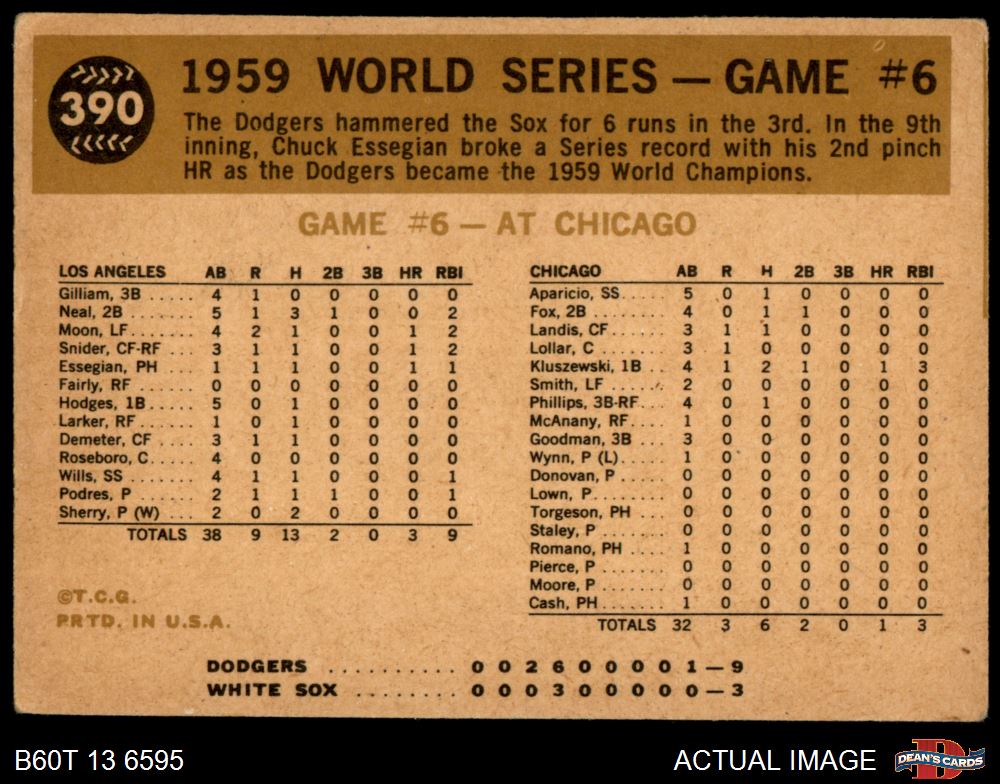 390
1959 WORLD SERIES — GAME #6
The Dodgers hammered the Sox for 6 runs in the 3rd. In the 9th
inning, Chuck Essegian broke a Series record with his 2nd pinch
HR as the Dodgers became the 1959 World Champions.
GAME #6 — AT CHICAGO
LOS ANGELES AB R H 2B 3B HR RBI
Gilliam, 3B ..... 4 1 0 0 0 0 0
Neal, 2B ....... 5 1 3 1 0 0 2
Moon, LF ...... 4 2 1 0 0 1 2
Snider, CF-RF ... 3 1 1 0 0 1 2
Essegian, PH .... 1 1 1 0 0 1 1
Fairly, RF ...... 0 0 0 0 0 0 0
Hodges, 1B ..... 5 0 1 0 0 0 0
Larker, RF ...... 1 0 1 0 0 0 0
Demeter, CF .... 3 1 1 0 0 0 0
Roseboro, C ..... 4 0 0 0 0 0 0
Wills, SS ....... 4 1 1 0 0 0 1
Podres, P ...... 2 1 1 1 0 0 1
Sherry, P (W) ... 2 0 2 0 0 0 0
TOTALS 38 9 13 2 0 3 9
©T.C.G.
PRTD. IN U.S.A.
CHICAGO AB R H 2B 3B HR RBI
Aparicio, SS ..... 5 0 1 0 0 0 0
Fox, 2B ........ 4 0 1 1 0 0 0
Landis, CF ...... 3 1 1 0 0 0 0
Lollar, C ........ 3 1 0 0 0 0 0
Kluszewski, 1B .. 4 1 2 1 0 1 3
Smith, LF ...... 2 0 0 0 0 0 0
Phillips, 3B-RF ... 4 0 1 0 0 0 0
McAnany, RF .... 1 0 0 0 0 0 0
Goodman, 3B ... 3 0 0 0 0 0 0
Wynn, P (L) ..... 1 0 0 0 0 0 0
Donovan, P ..... 0 0 0 0 0 0 0
Lown, P ........ 0 0 0 0 0 0 0
Torgeson, PH ... 0 0 0 0 0 0 0
Staley, P ....... 0 0 0 0 0 0 0
Romano, PH .... 1 0 0 0 0 0 0
Pierce, P ........ 0 0 0 0 0 0 0
Moore, P ....... 0 0 0 0 0 0 0
Cash, PH ....... 1 0 0 0 0 0 0
TOTALS 32 3 6 2 0 1 3
DODGERS .......... 0 0 2 6 0 0 0 0 1 — 9
WHITE SOX ........ 0 0 0 3 0 0 0 0 0 — 3
B60T 13 6595
ACTUAL IMAGE
D
DEAN'S CARDS